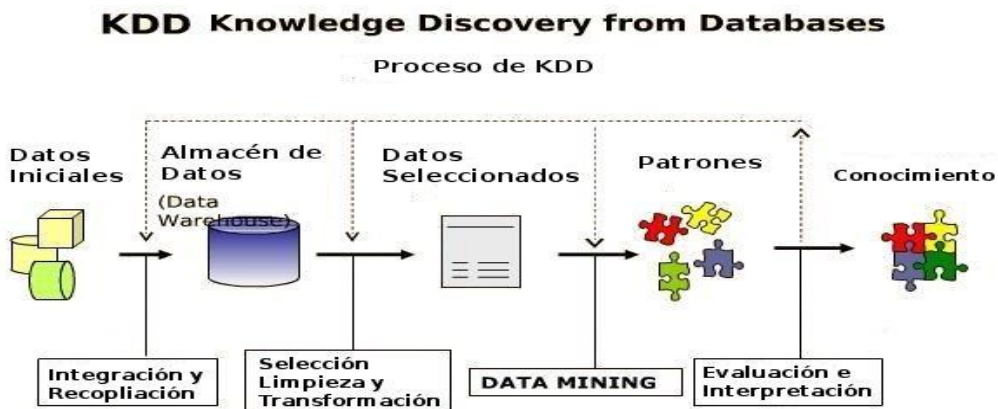 KDD Knowledge Discovery from Databases
Proceso de KDD
Datos
Iniciales
Almacén de
Datos
(Data
Warehouse)
Datos
Seleccionados
Patrones
Conocimiento
Integración y
Recopliación
Selección
Limpieza y
Transformación
DATA MINING
Evaluación e
Interpretación